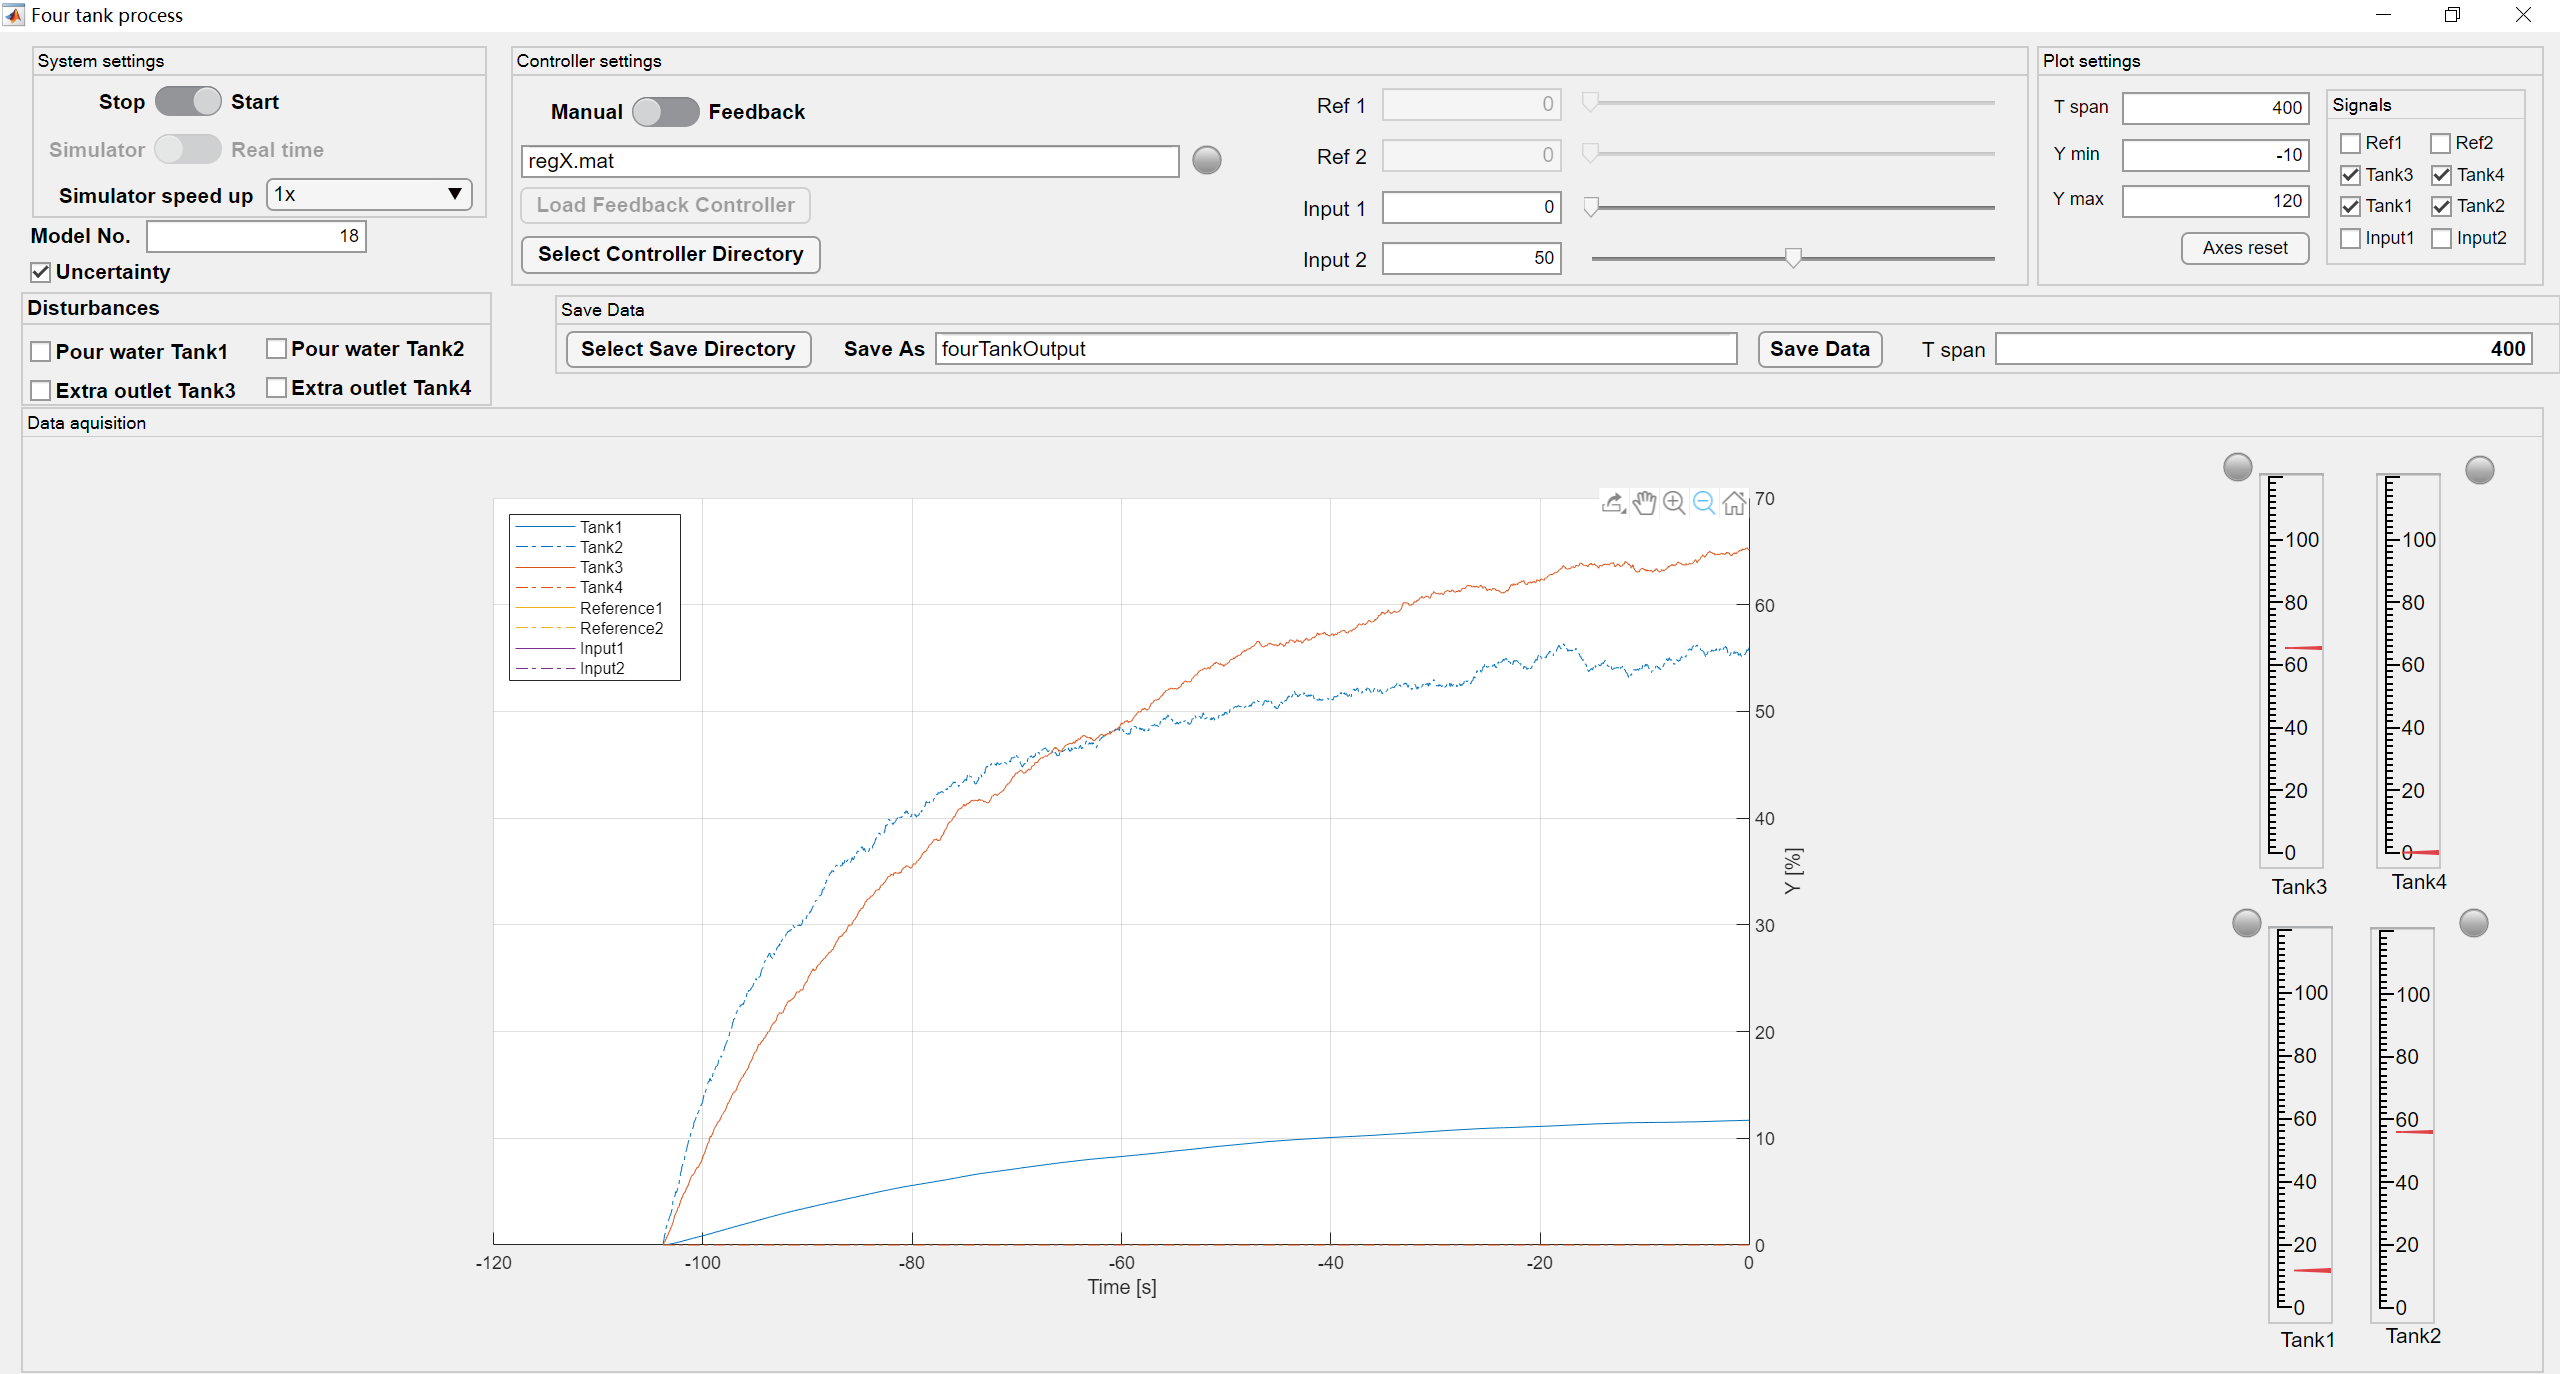 Four tank process
System settings
Stop Start
Simulator Real time
Simulator speed up 1x
Model No. 18
Uncertainty
Disturbances
Pour water Tank1 Pour water Tank2
Extra outlet Tank3 Extra outlet Tank4
Controller settings
Manual Feedback
regX.mat
Load Feedback Controller
Select Controller Directory
Ref 1 0
Ref 2 0
Input 1 0
Input 2 50
Plot settings
T span 400
Y min -10
Y max 120
Axes reset
Signals
Ref1 Ref2
Tank3 Tank4
Tank1 Tank2
Input1 Input2
Save Data
Select Save Directory Save As fourTankOutput Save Data T span 400
Data aquisition
Tank1
Tank2
Tank3
Tank4
Reference1
Reference2
Input1
Input2
70
60
50
40
30
20
10
0
Y [%]
-120 -100 -80 -60 -40 -20 0
Time [s]
100
80
60
40
20
0
Tank3
100
80
60
40
20
0
Tank4
100
80
60
40
20
0
Tank1
100
80
60
40
20
0
Tank2